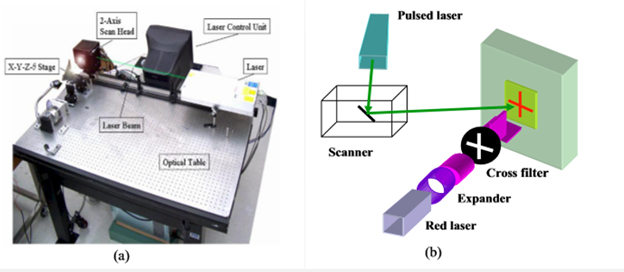 2-Axis
Scan Head
Laser Control Unit
X-Y-Z-θ Stage
Laser
Laser Beam
Optical Table
(a)
(b)
Pulsed laser
Scanner
Cross filter
Expander
Red laser